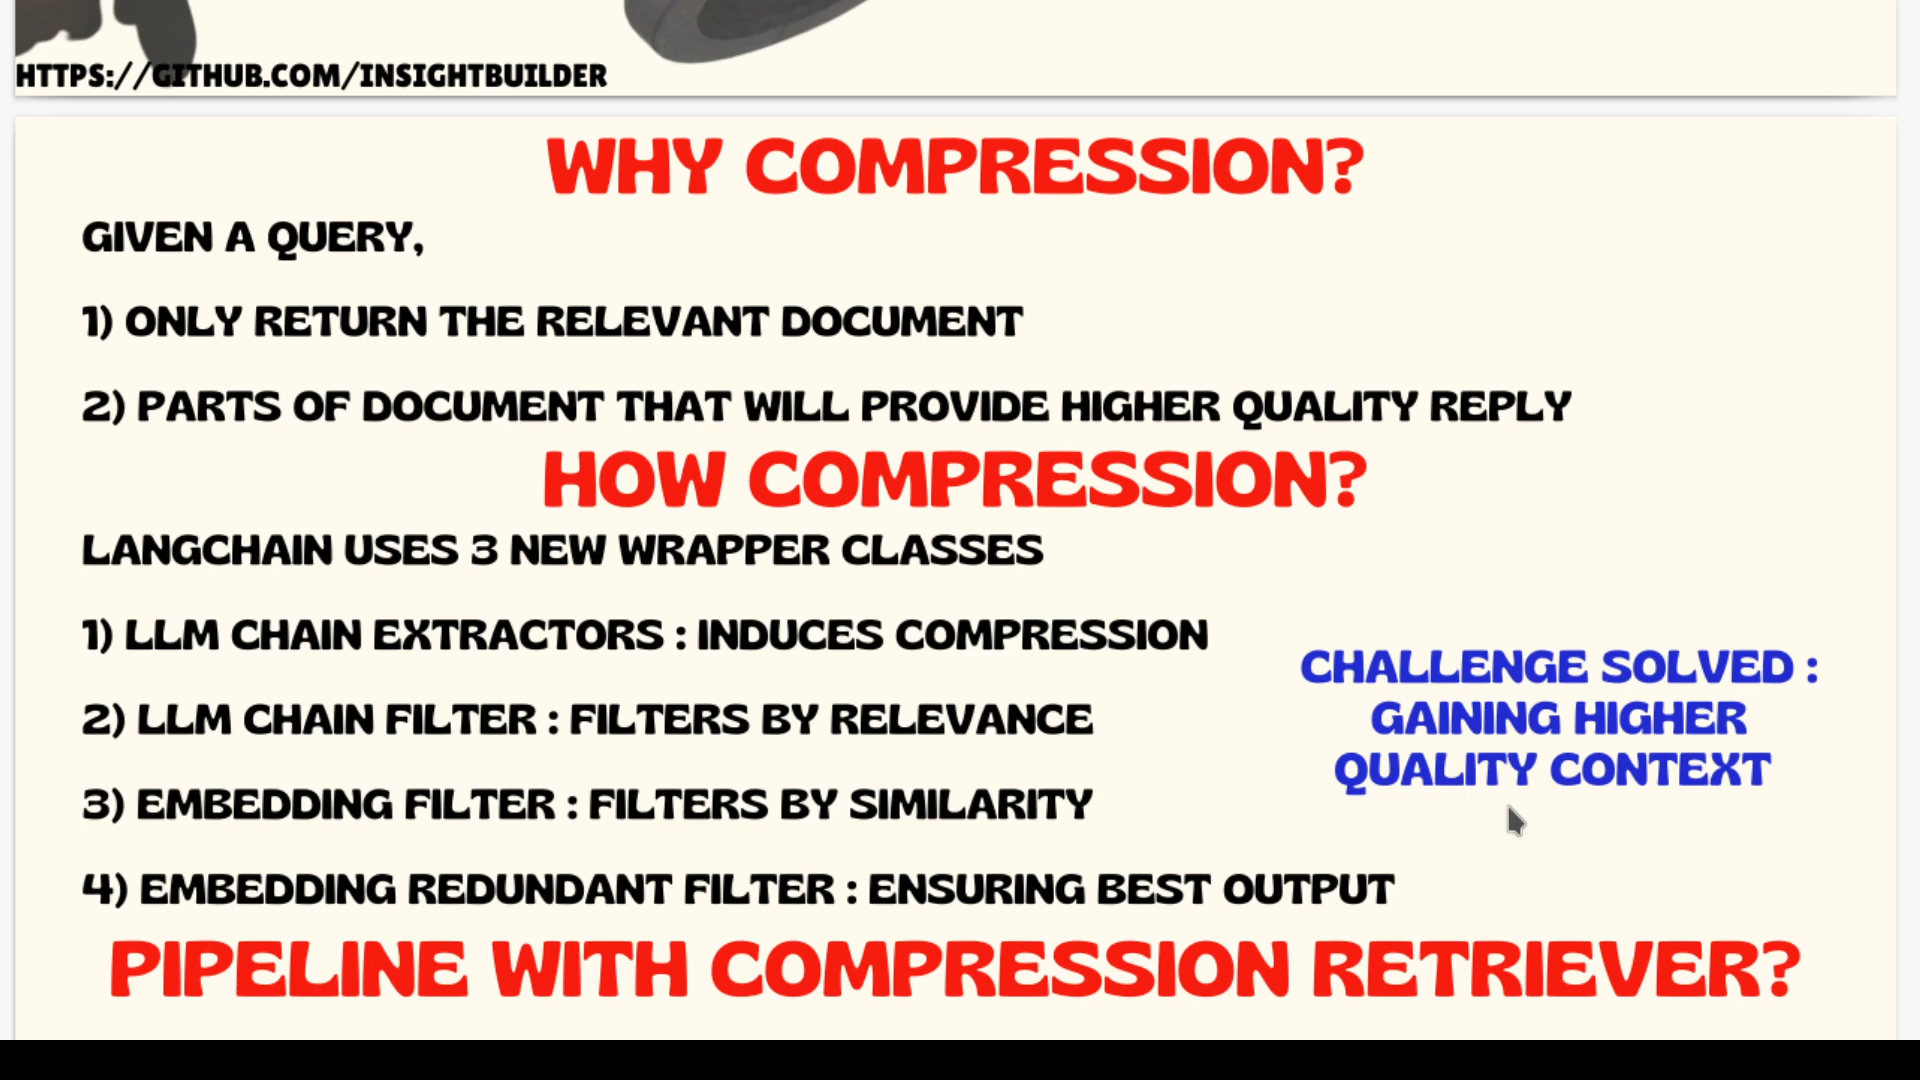 HTTPS://GITHUB.COM/INSIGHTBUILDER
WHY COMPRESSION?
GIVEN A QUERY,
1) ONLY RETURN THE RELEVANT DOCUMENT
2) PARTS OF DOCUMENT THAT WILL PROVIDE HIGHER QUALITY REPLY
HOW COMPRESSION?
LANGCHAIN USES 3 NEW WRAPPER CLASSES
1) LLM CHAIN EXTRACTORS : INDUCES COMPRESSION
2) LLM CHAIN FILTER : FILTERS BY RELEVANCE
3) EMBEDDING FILTER : FILTERS BY SIMILARITY
4) EMBEDDING REDUNDANT FILTER : ENSURING BEST OUTPUT
CHALLENGE SOLVED :
GAINING HIGHER
QUALITY CONTEXT
PIPELINE WITH COMPRESSION RETRIEVER?